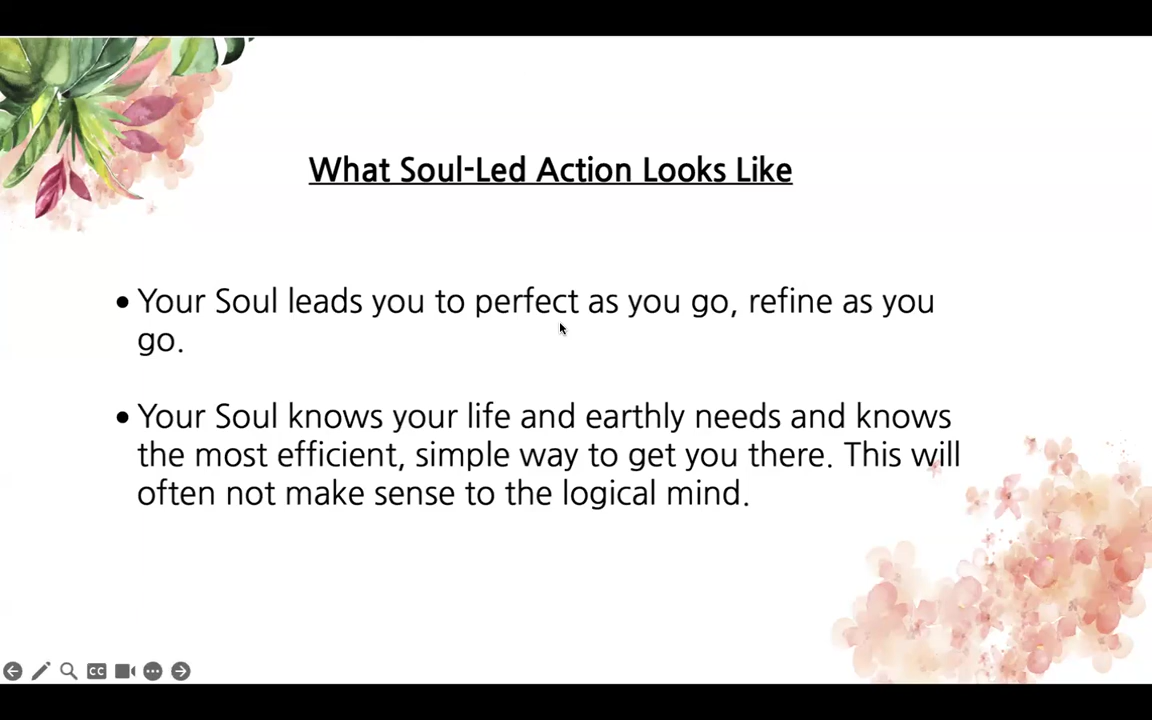 What Soul-Led Action Looks Like
• Your Soul leads you to perfect as you go, refine as you
go.
• Your Soul knows your life and earthly needs and knows
the most efficient, simple way to get you there. This will
often not make sense to the logical mind.
CC